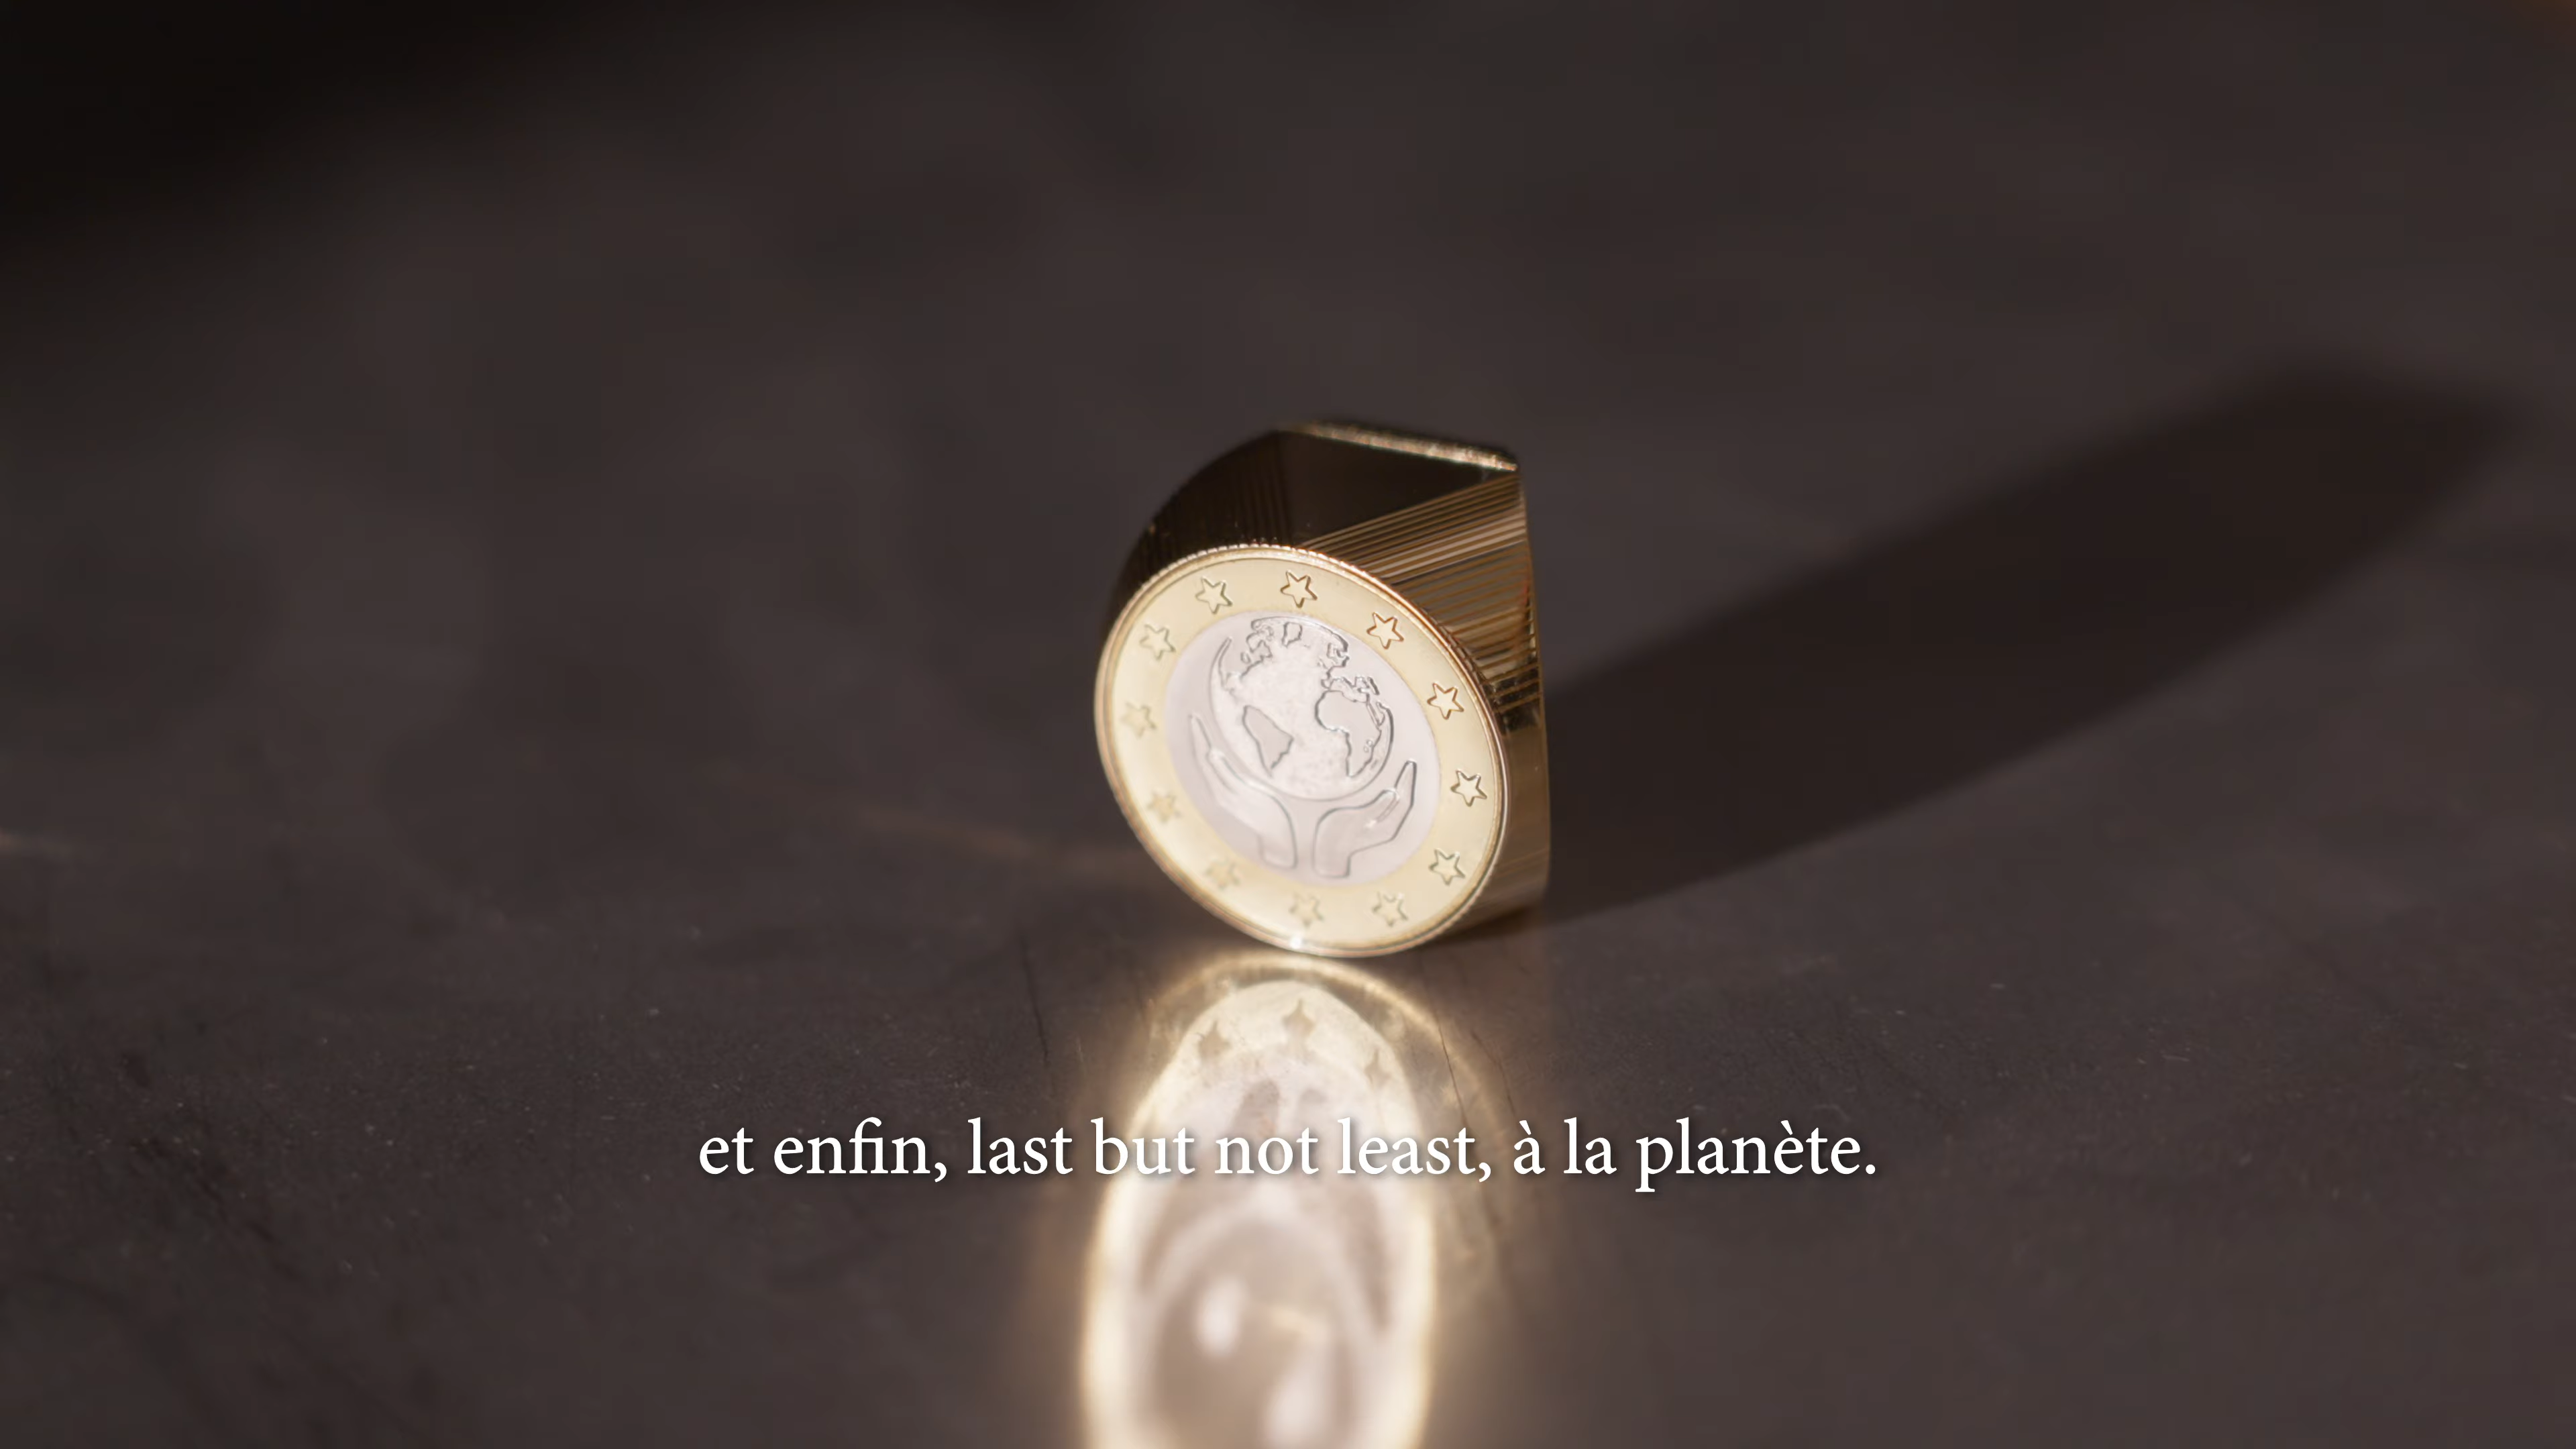 et enfin, last but not least, à la planète.